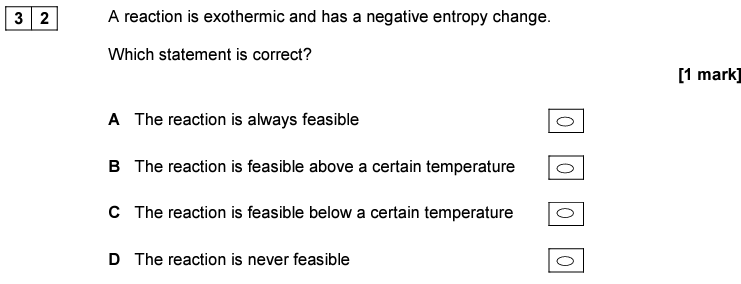 3 2 A reaction is exothermic and has a negative entropy change.
Which statement is correct?
[1 mark]
A The reaction is always feasible
B The reaction is feasible above a certain temperature
C The reaction is feasible below a certain temperature
D The reaction is never feasible